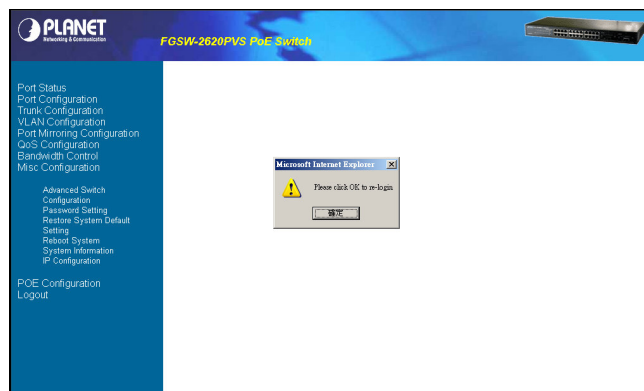 PLANET
Networking & Communication
FGSW-2620PVS PoE Switch
Port Status
Port Configuration
Trunk Configuration
VLAN Configuration
Port Mirroring Configuration
QoS Configuration
Bandwidth Control
Misc Configuration
Advanced Switch
Configuration
Password Setting
Restore System Default
Setting
Reboot System
System Information
IP Configuration
POE Configuration
Logout
Microsoft Internet Explorer
Please click OK to re-login
確定